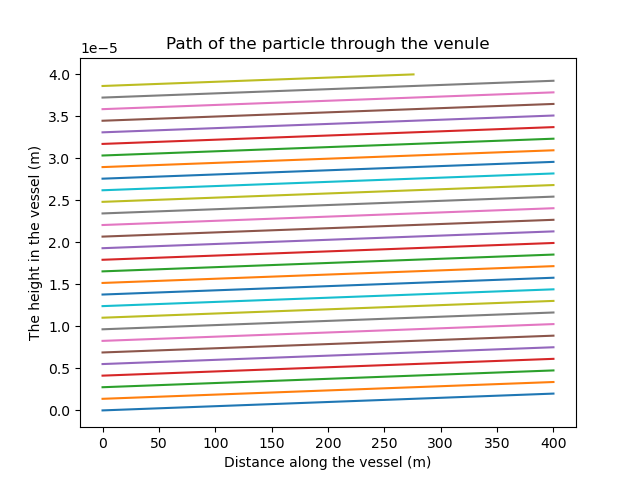 Path of the particle through the venule
1e−5
4.0
3.5
3.0
2.5
2.0
1.5
1.0
0.5
0.0
The height in the vessel (m)
0 50 100 150 200 250 300 350 400
Distance along the vessel (m)